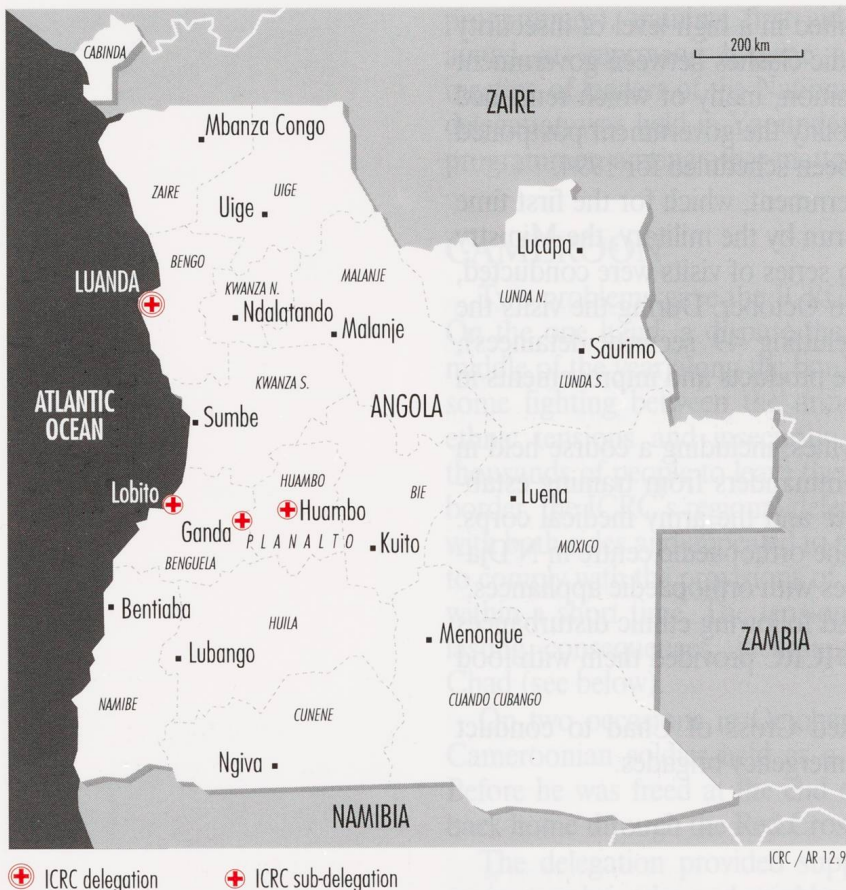 CABINDA
200 km
ZAIRE
Mbanza Congo
ZAIRE
UIGE
Uige
Lucapa
BENGO
MALANJE
LUANDA
KWANZA N.
LUNDA N.
Ndalatando
Malanje
Saurimo
KWANZA S.
LUNDA S.
ATLANTIC
OCEAN
ANGOLA
Sumbe
HUAMBO
BIE
Lobito
Huambo
Luena
Ganda
PLANALTO
Kuito
MOXICO
BENGUELA
Bentiaba
HUILA
Menongue
ZAMBIA
Lubango
NAMIBE
CUANDO CUBANGO
CUNENE
Ngiva
NAMIBIA
ICRC / AR 12.9
ICRC delegation
ICRC sub-delegation